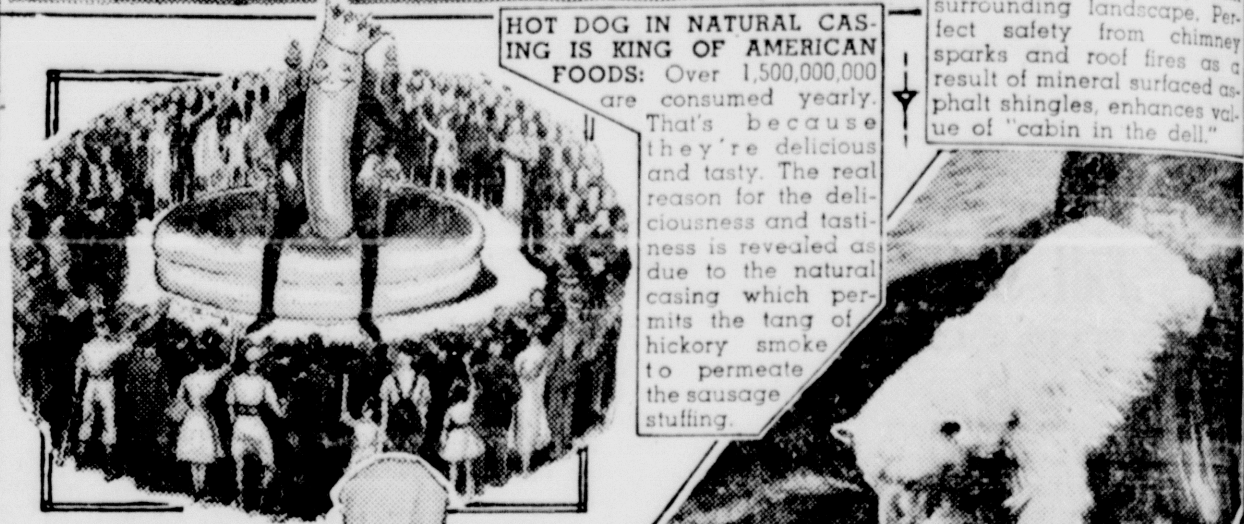 HOT DOG IN NATURAL CAS-
ING IS KING OF AMERICAN
FOODS: Over 1,500,000,000
are consumed yearly.
That's because
they're delicious
and tasty. The real
reason for the deli-
ciousness and tasti-
ness is revealed as
due to the natural
casing which per-
mits the tang of
hickory smoke
to permeate
the sausage
stuffing.
surrounding landscape. Per-
fect safety from chimney
sparks and roof fires as a
result of mineral surfaced as-
phalt shingles, enhances val-
ue of "cabin in the dell."